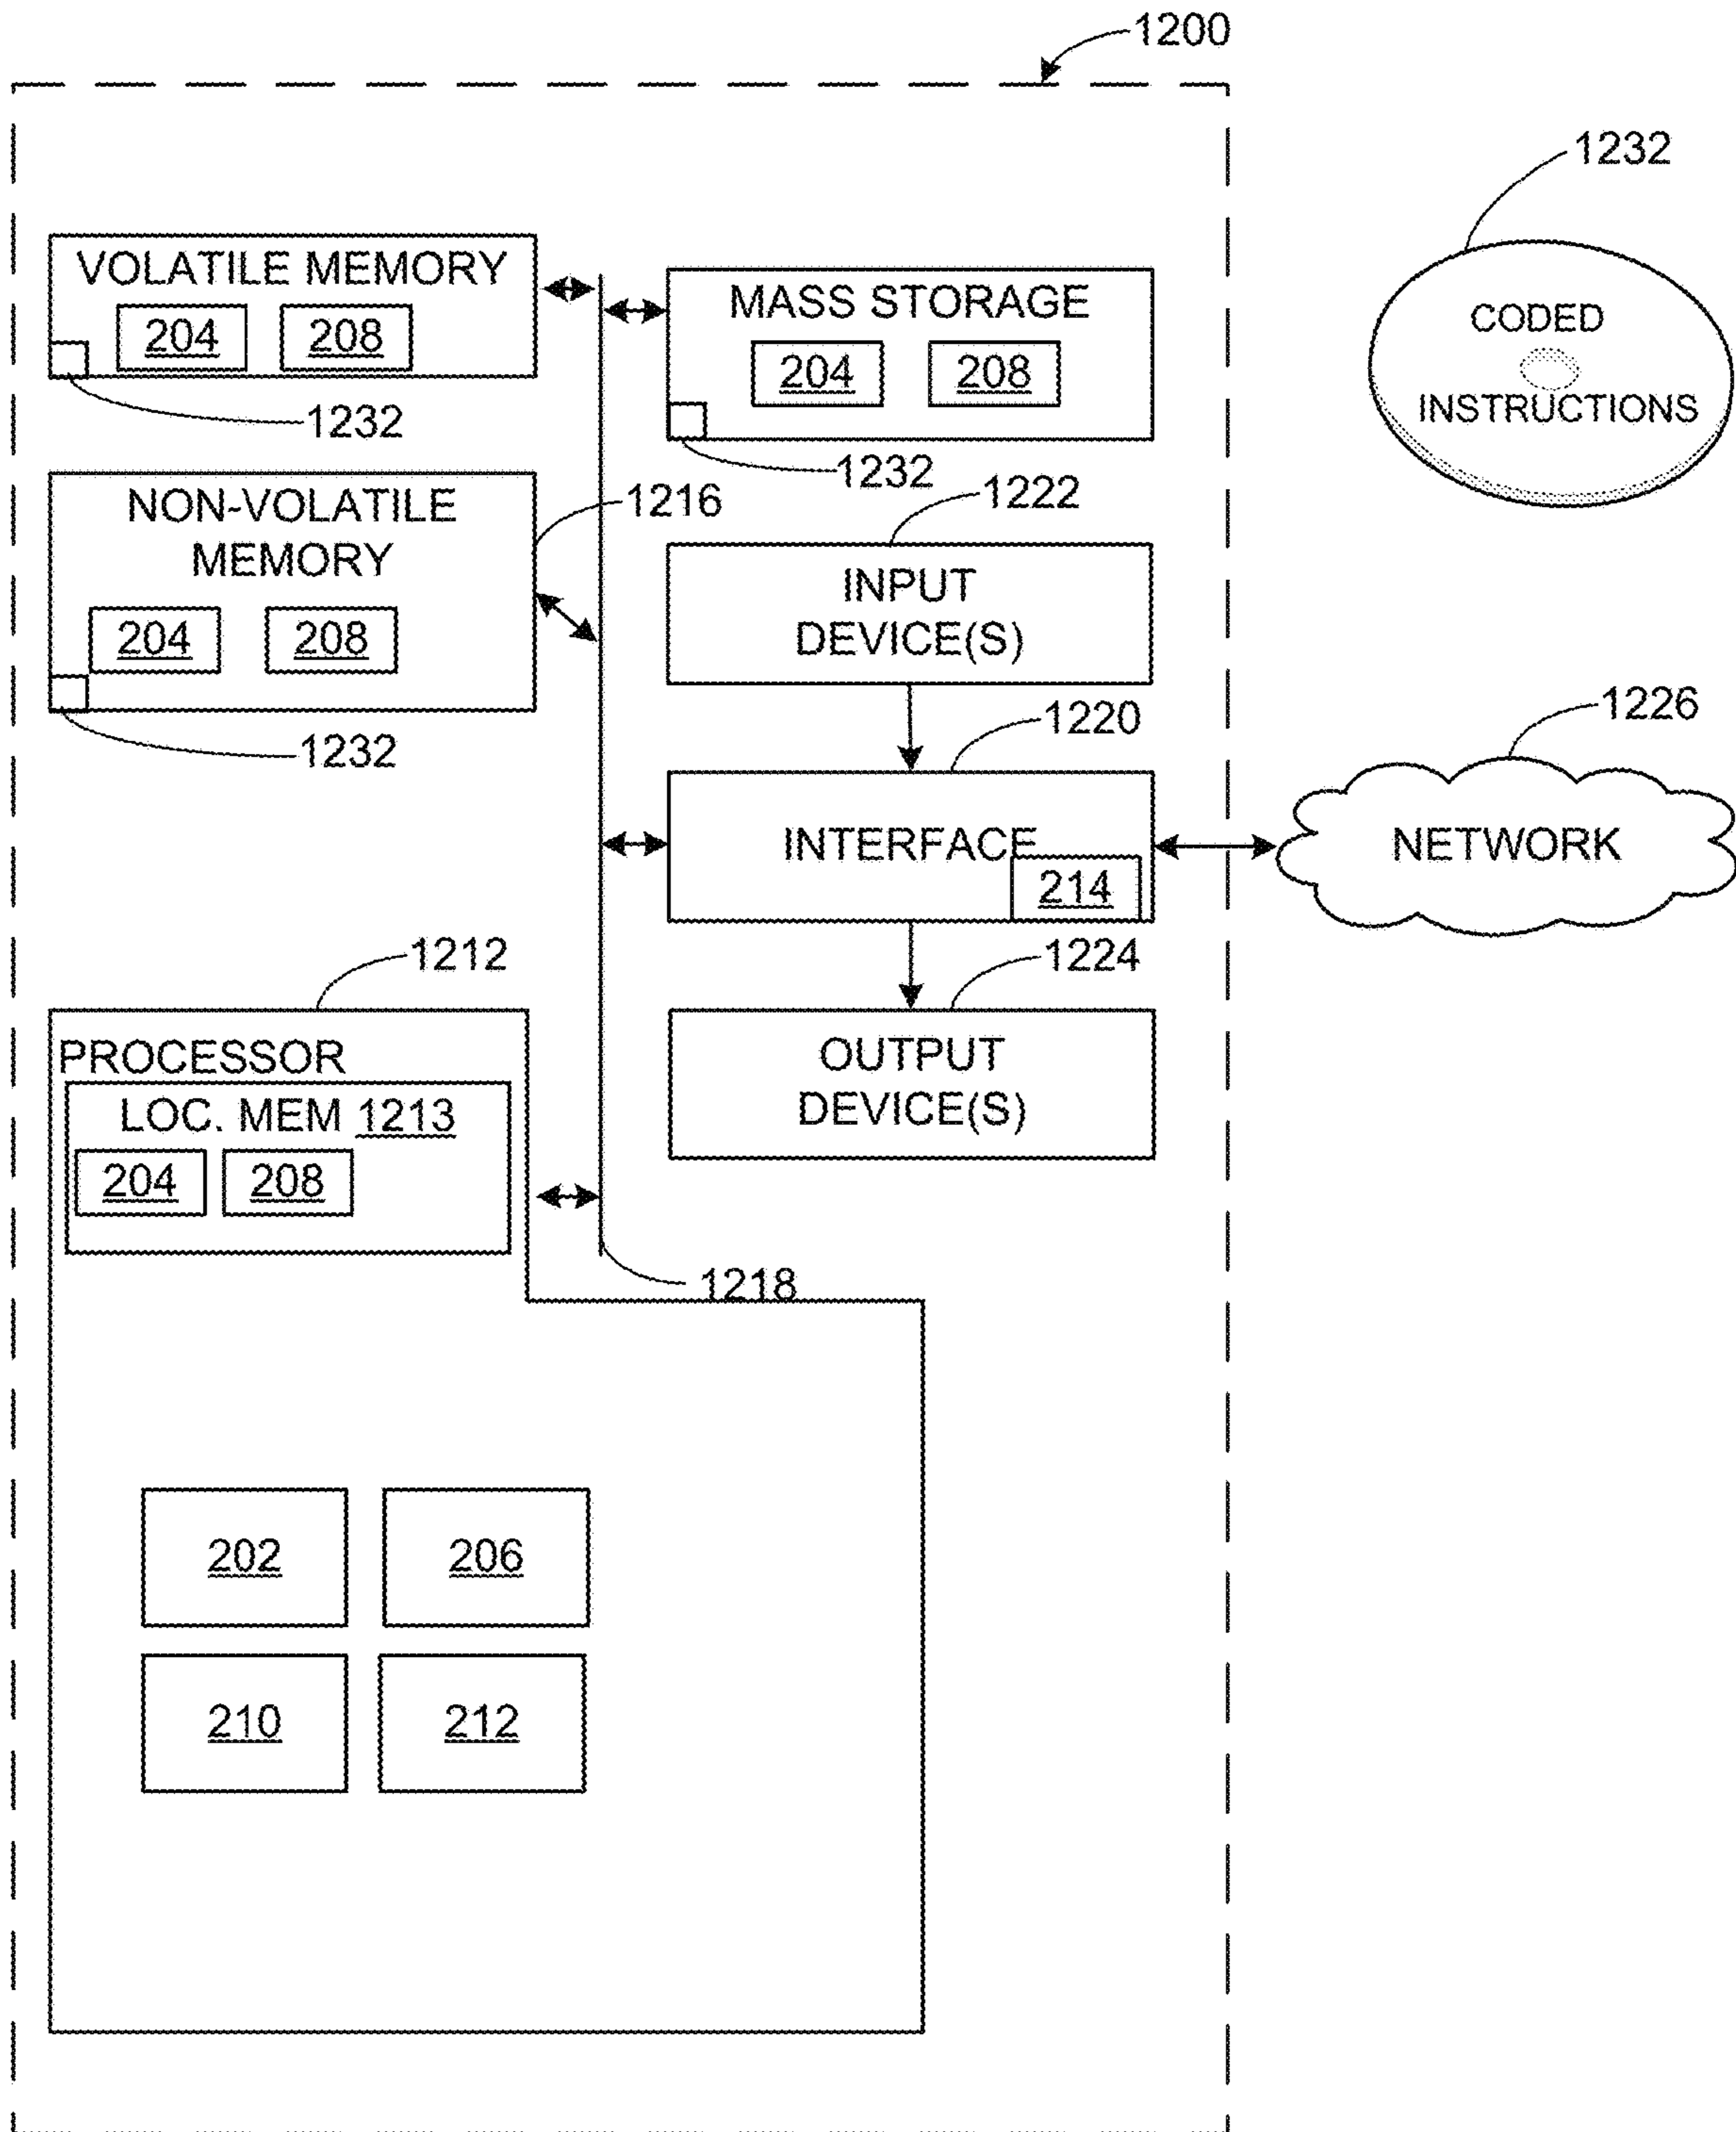 1200
1232
VOLATILE MEMORY
204 208
1232
MASS STORAGE
204 208
1232
CODED
INSTRUCTIONS
NON-VOLATILE
MEMORY
204 208
1232
1216
1222
INPUT
DEVICE(S)
1220
INTERFACE
214
1226
NETWORK
1224
OUTPUT
DEVICE(S)
1212
PROCESSOR
LOC. MEM 1213
204 208
1218
202 206
210 212